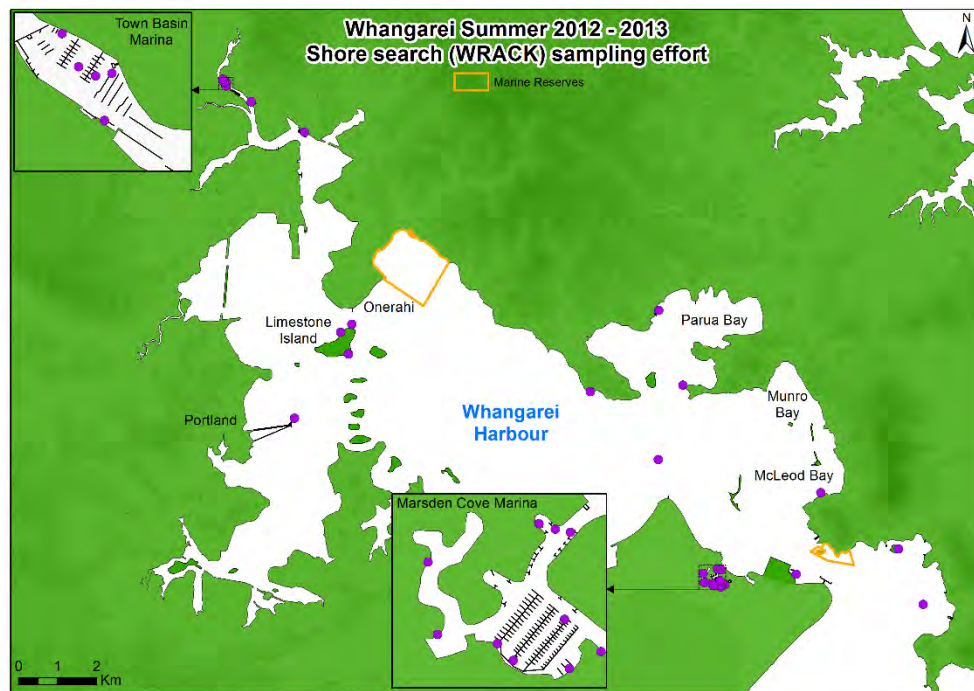 Town Basin
Marina
Whangarei Summer 2012 - 2013
Shore search (WRACK) sampling effort
Marine Reserves
N
Onerahi
Limestone
Island
Parua Bay
Portland
Whangarei
Harbour
Munro
Bay
McLeod Bay
Marsden Cove Marina
0 1 2
Km